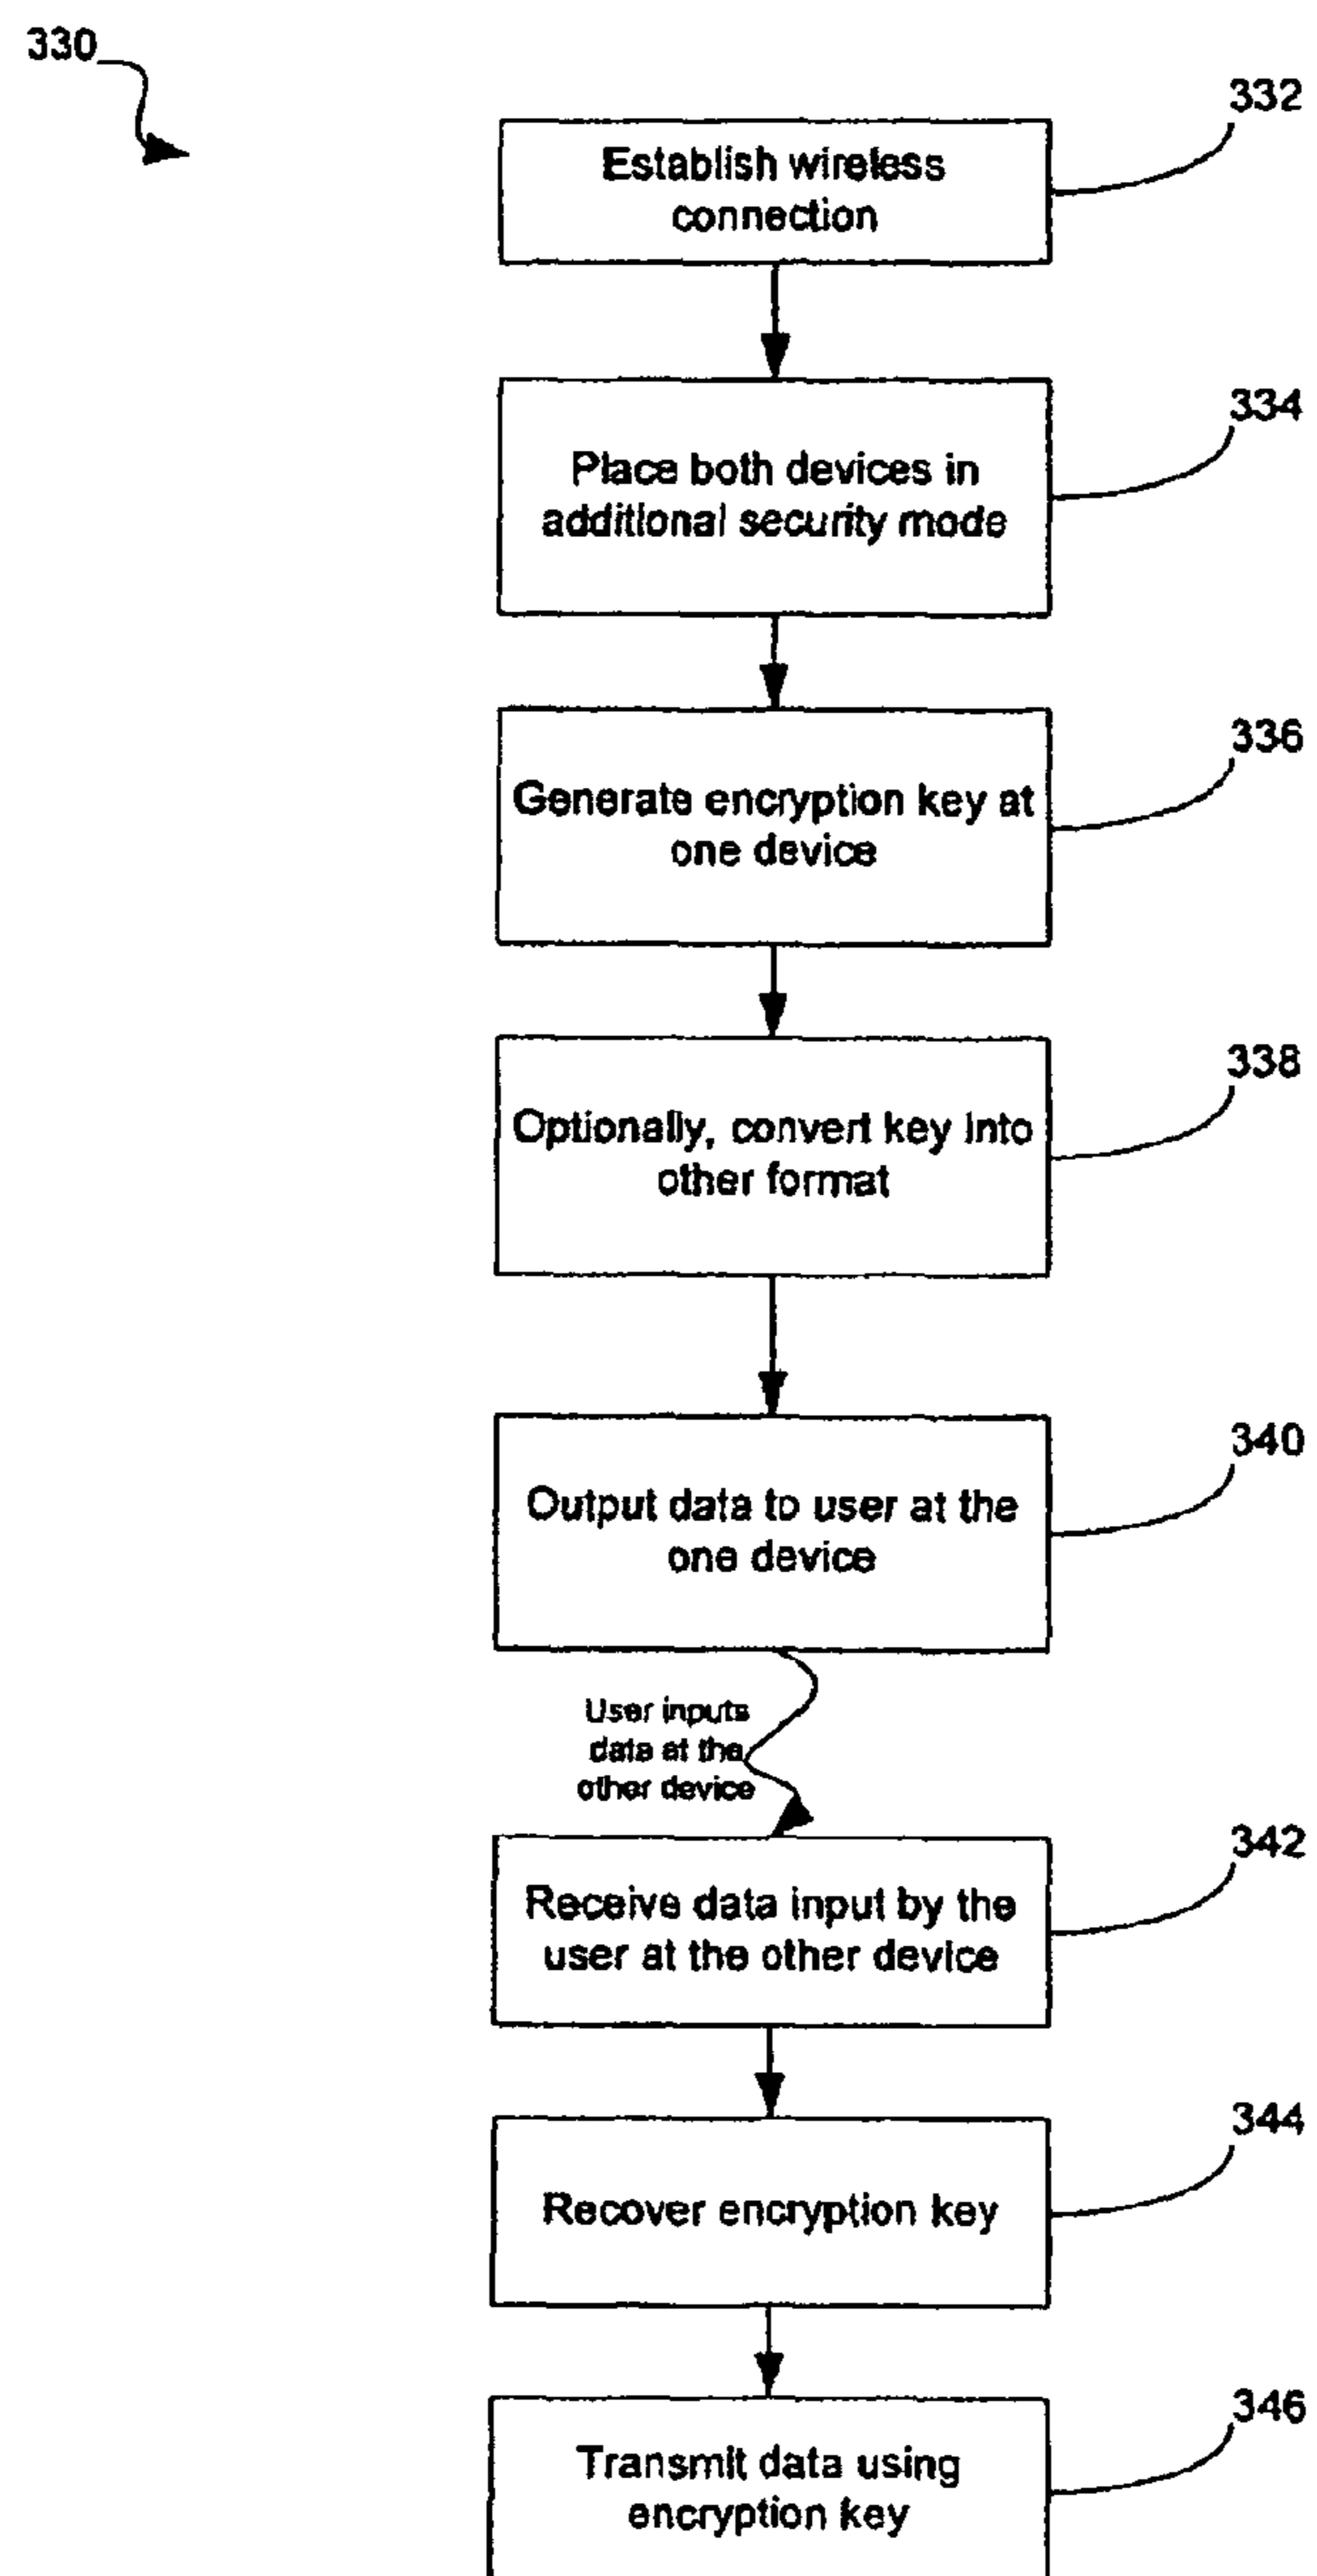 330
332
Establish wireless
connection
334
Place both devices in
additional security mode
336
Generate encryption key at
one device
338
Optionally, convert key into
other format
340
Output data to user at the
one device
User inputs
data at the
other device
342
Receive data input by the
user at the other device
344
Recover encryption key
346
Transmit data using
encryption key